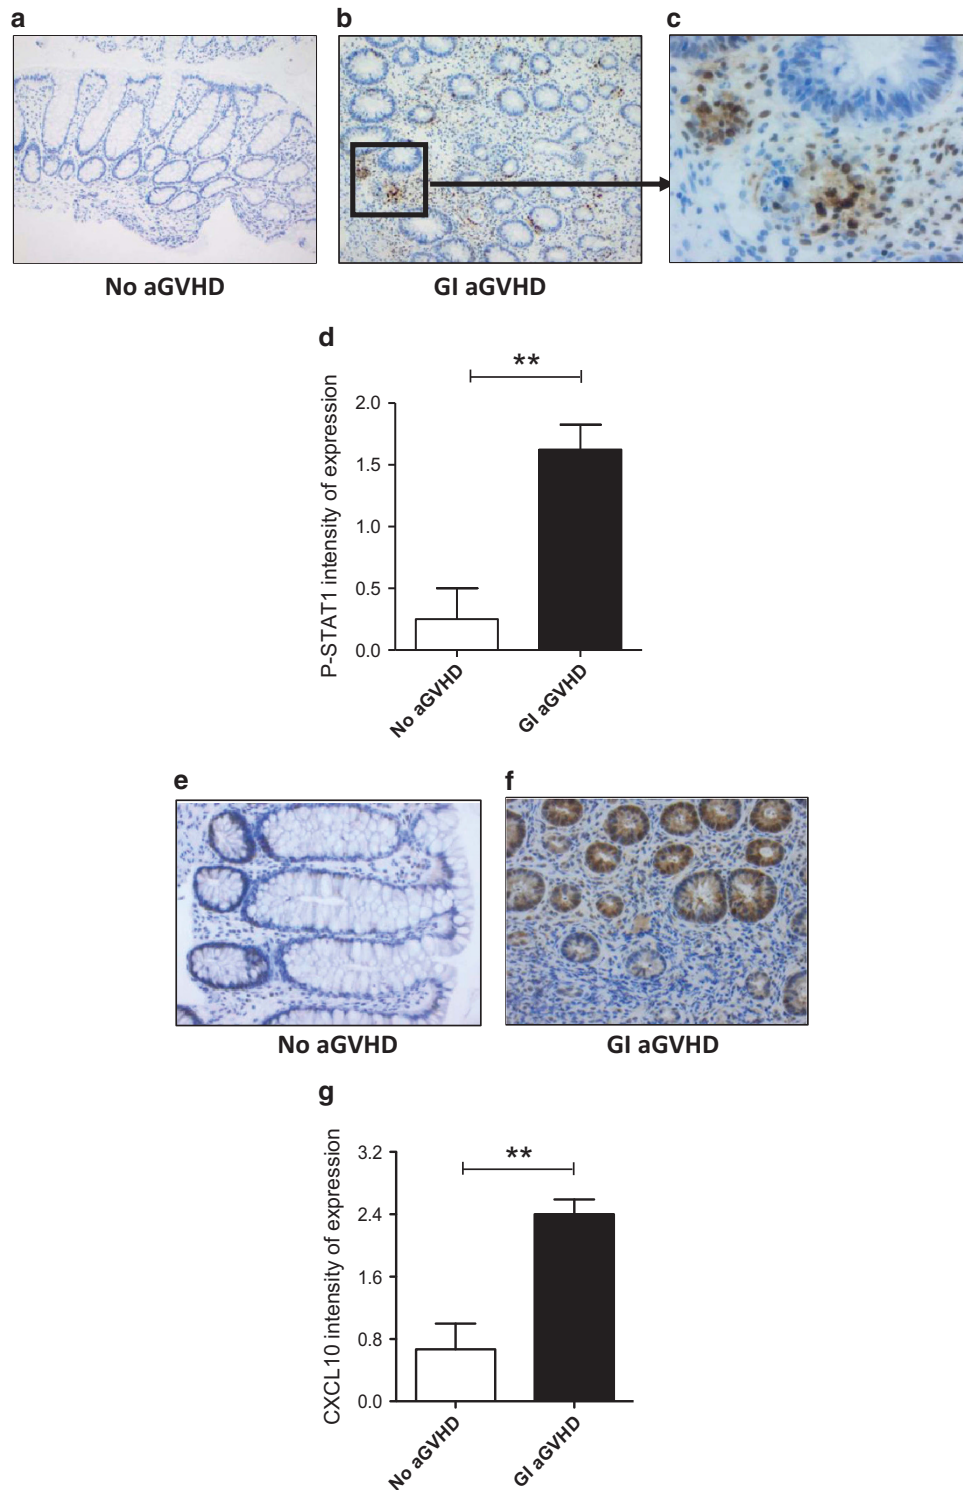 a
b
c
No aGVHD
GI aGVHD
d
**
P-STAT1 intensity of expression
2.0
1.5
1.0
0.5
0.0
No aGVHD
GI aGVHD
e
f
No aGVHD
GI aGVHD
g
**
CXCL10 intensity of expression
3.2
2.4
1.6
0.8
0.0
No aGVHD
GI aGVHD